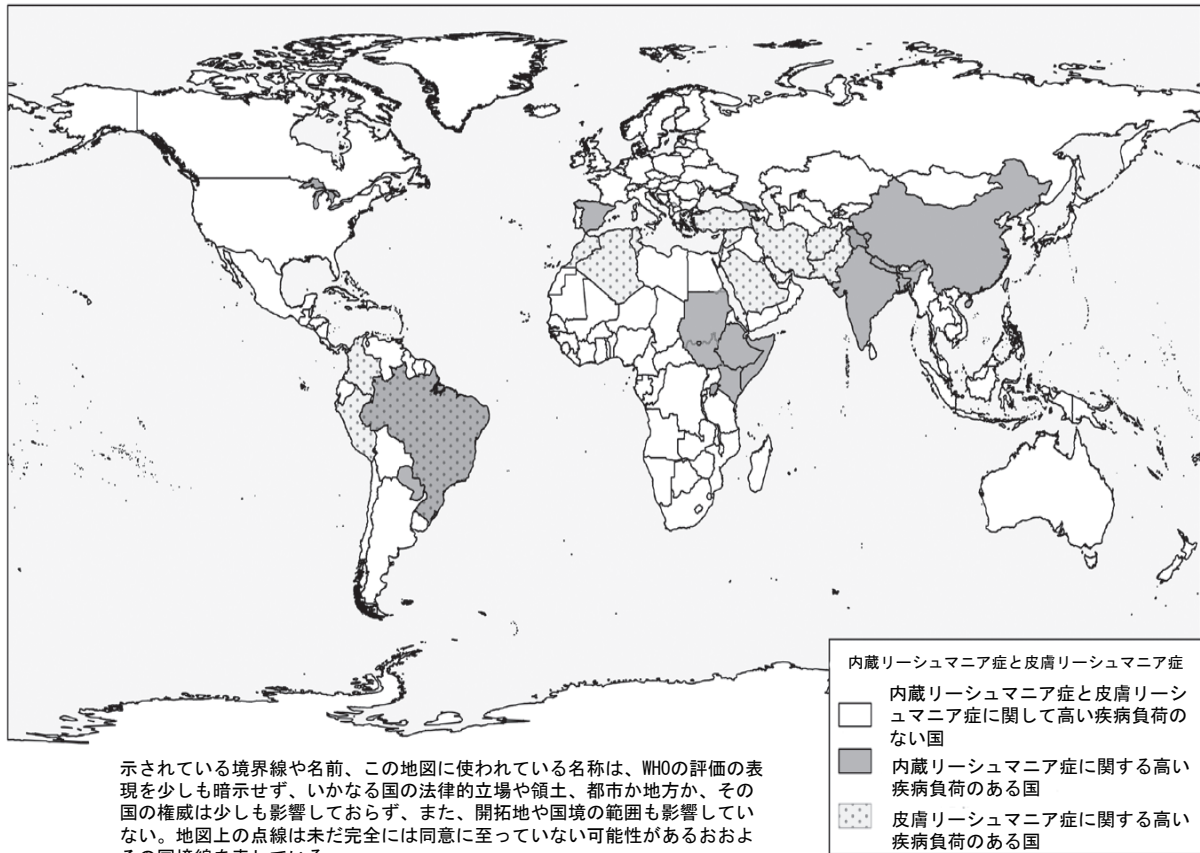 内蔵リーシュマニア症と皮膚リーシュマニア症
内蔵リーシュマニア症と皮膚リーシ
ュマニア症に関して高い疾病負荷の
ない国
内蔵リーシュマニア症に関する高い
疾病負荷のある国
皮膚リーシュマニア症に関する高い
疾病負荷のある国
示されている境界線や名前、この地図に使われている名称は、WHOの評価の表
現を少しも暗示せず、いかなる国の法律的立場や領土、都市か地方か、その
国の権威は少しも影響しておらず、また、開拓地や国境の範囲も影響してい
ない。地図上の点線は未だ完全には同意に至っていない可能性があるおおよ
その国境線を表している